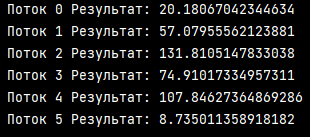 Поток 0 Результат: 20.18067042344634
Поток 1 Результат: 57.07955562123881
Поток 2 Результат: 131.8105147833038
Поток 3 Результат: 74.91017334957311
Поток 4 Результат: 107.84627364869286
Поток 5 Результат: 8.735011358918182